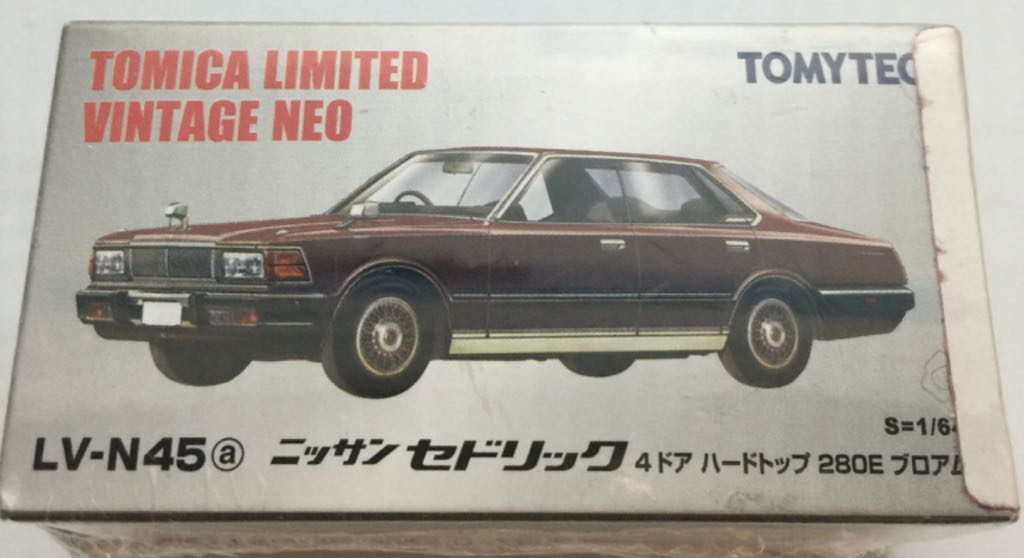 TOMICA LIMITED
VINTAGE NEO
TOMYTEC
S=1/64
LV-N45ⓐ ニッサン セドリック 4ドア ハードトップ 280E ブロアム